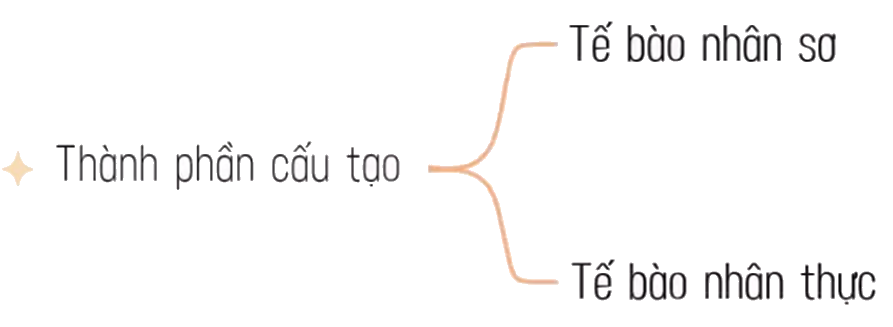 Tế bào nhân sơ
Thành phần cấu tạo
Tế bào nhân thực